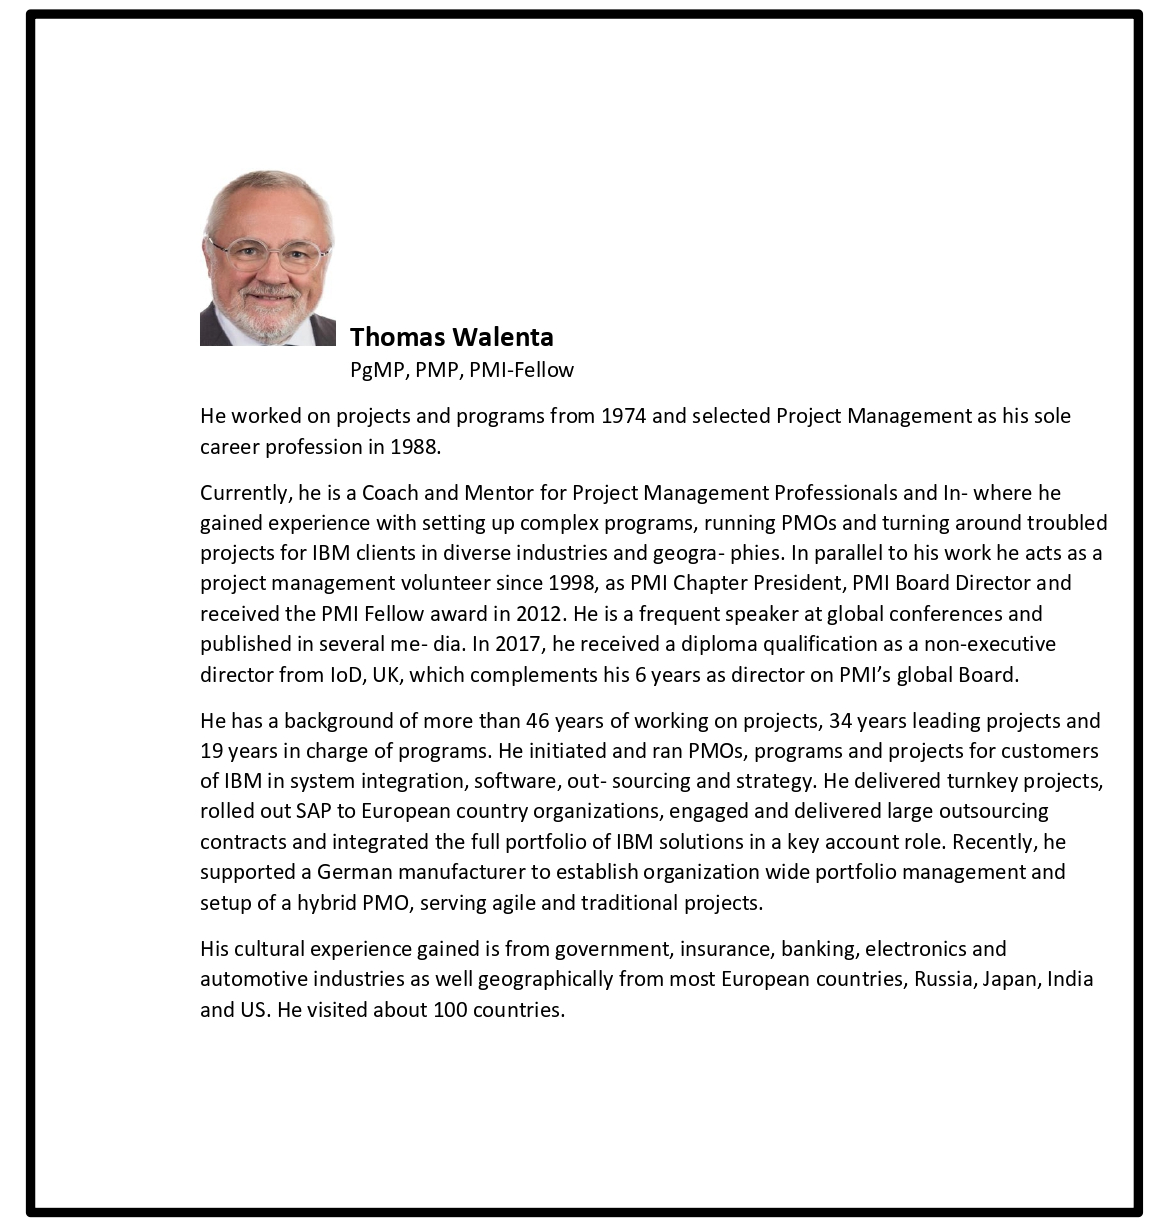 Thomas Walenta
PgMP, PMP, PMI-Fellow
He worked on projects and programs from 1974 and selected Project Management as his sole
career profession in 1988.
Currently, he is a Coach and Mentor for Project Management Professionals and In- where he
gained experience with setting up complex programs, running PMOs and turning around troubled
projects for IBM clients in diverse industries and geogra- phies. In parallel to his work he acts as a
project management volunteer since 1998, as PMI Chapter President, PMI Board Director and
received the PMI Fellow award in 2012. He is a frequent speaker at global conferences and
published in several me- dia. In 2017, he received a diploma qualification as a non-executive
director from IoD, UK, which complements his 6 years as director on PMI’s global Board.
He has a background of more than 46 years of working on projects, 34 years leading projects and
19 years in charge of programs. He initiated and ran PMOs, programs and projects for customers
of IBM in system integration, software, out- sourcing and strategy. He delivered turnkey projects,
rolled out SAP to European country organizations, engaged and delivered large outsourcing
contracts and integrated the full portfolio of IBM solutions in a key account role. Recently, he
supported a German manufacturer to establish organization wide portfolio management and
setup of a hybrid PMO, serving agile and traditional projects.
His cultural experience gained is from government, insurance, banking, electronics and
automotive industries as well geographically from most European countries, Russia, Japan, India
and US. He visited about 100 countries.